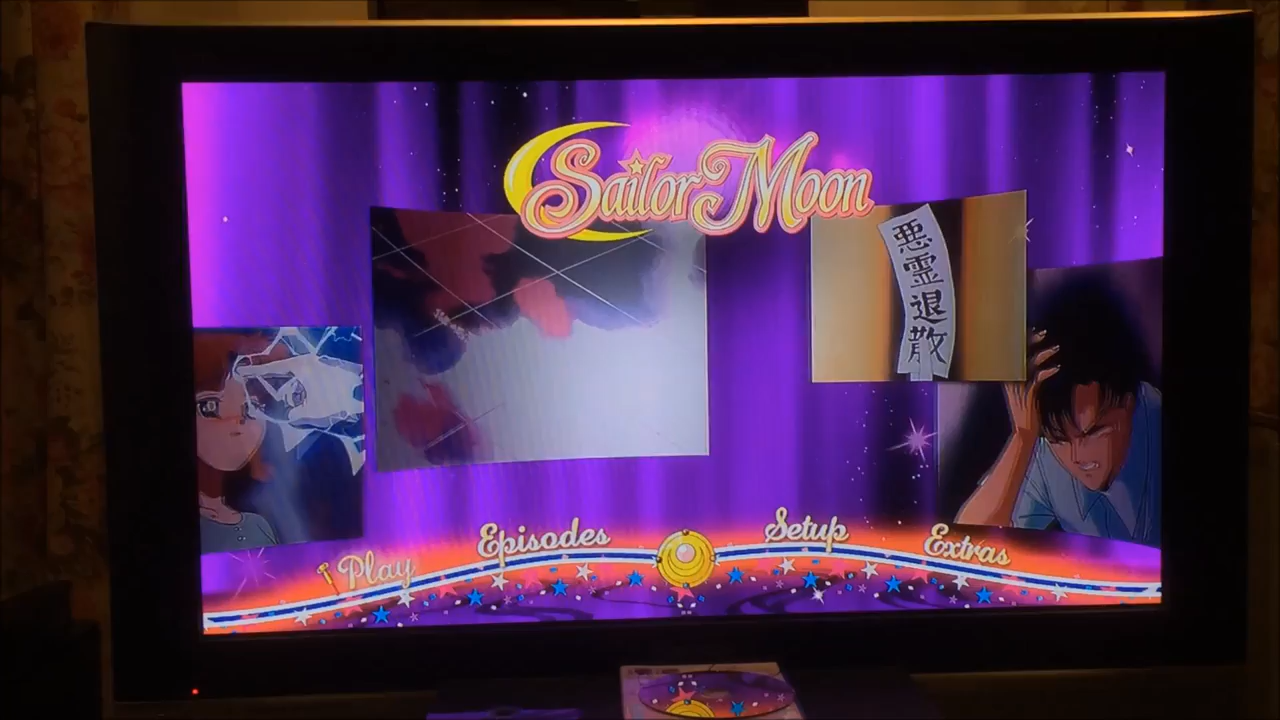 Sailor Moon
悪霊退散
Play
Episodes
Setup
Extras